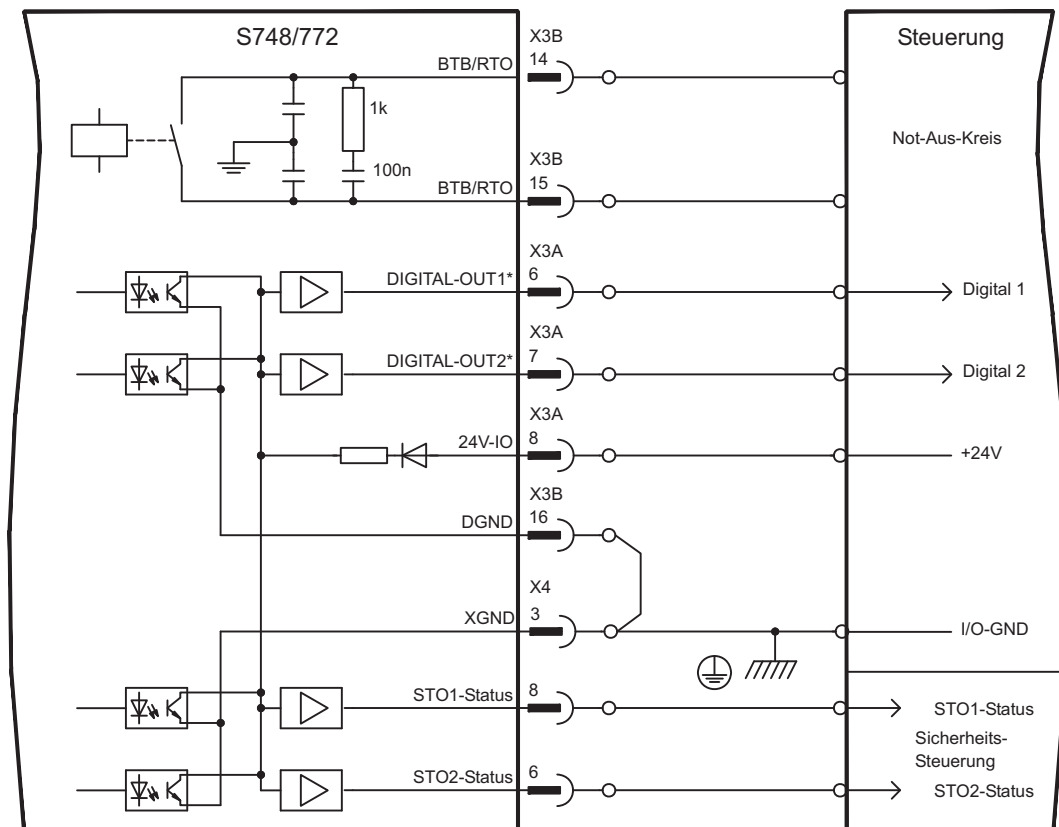 S748/772
Steuerung
X3B
BTB/RTO
14
1k
Not-Aus-Kreis
100n
X3B
BTB/RTO
15
X3A
DIGITAL-OUT1*
6
Digital 1
X3A
DIGITAL-OUT2*
7
Digital 2
X3A
24V-IO
8
+24V
X3B
DGND
16
X4
XGND
3
I/O-GND
STO1-Status
8
STO1-Status
Sicherheits-
Steuerung
STO2-Status
6
STO2-Status